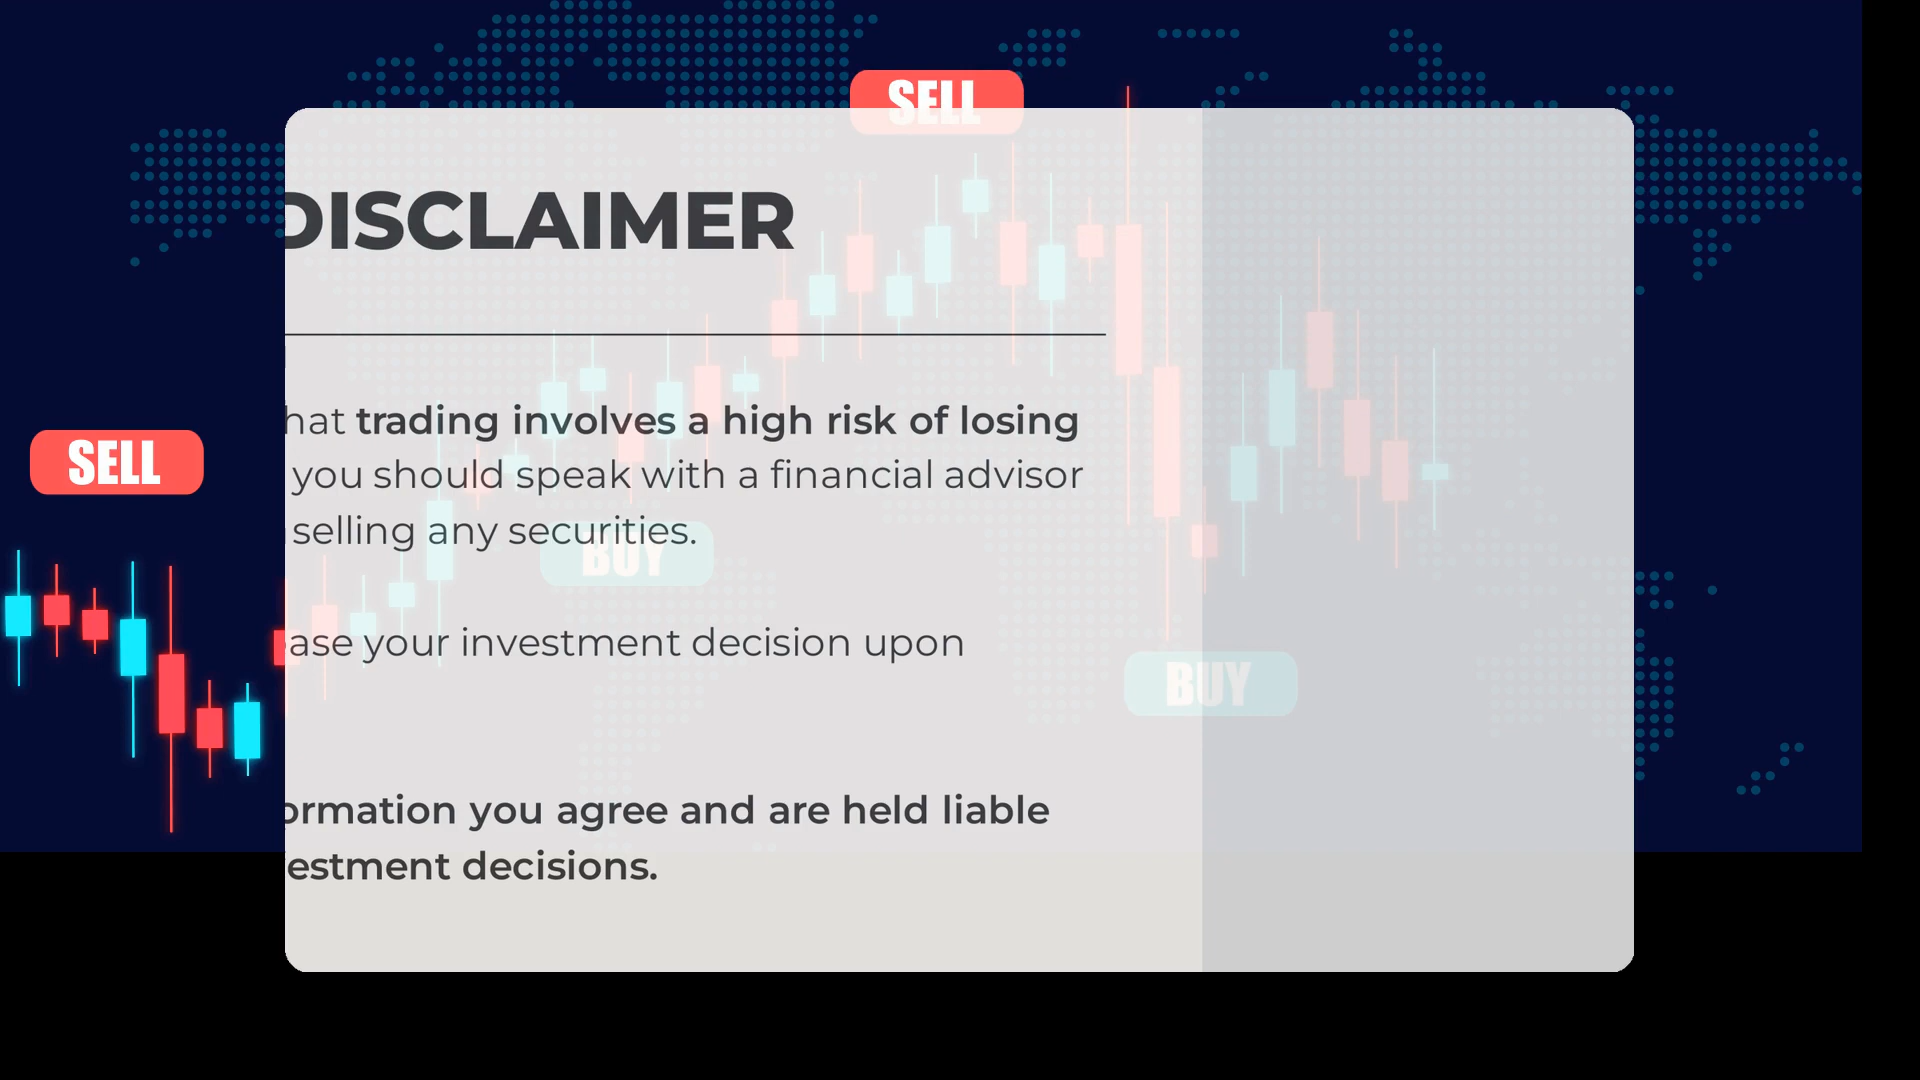 SELL
DISCLAIMER
hat trading involves a high risk of losing
you should speak with a financial advisor
SELL
selling any securities.
BUY
ase your investment decision upon
BUY
ormation you agree and are held liable
estment decisions.